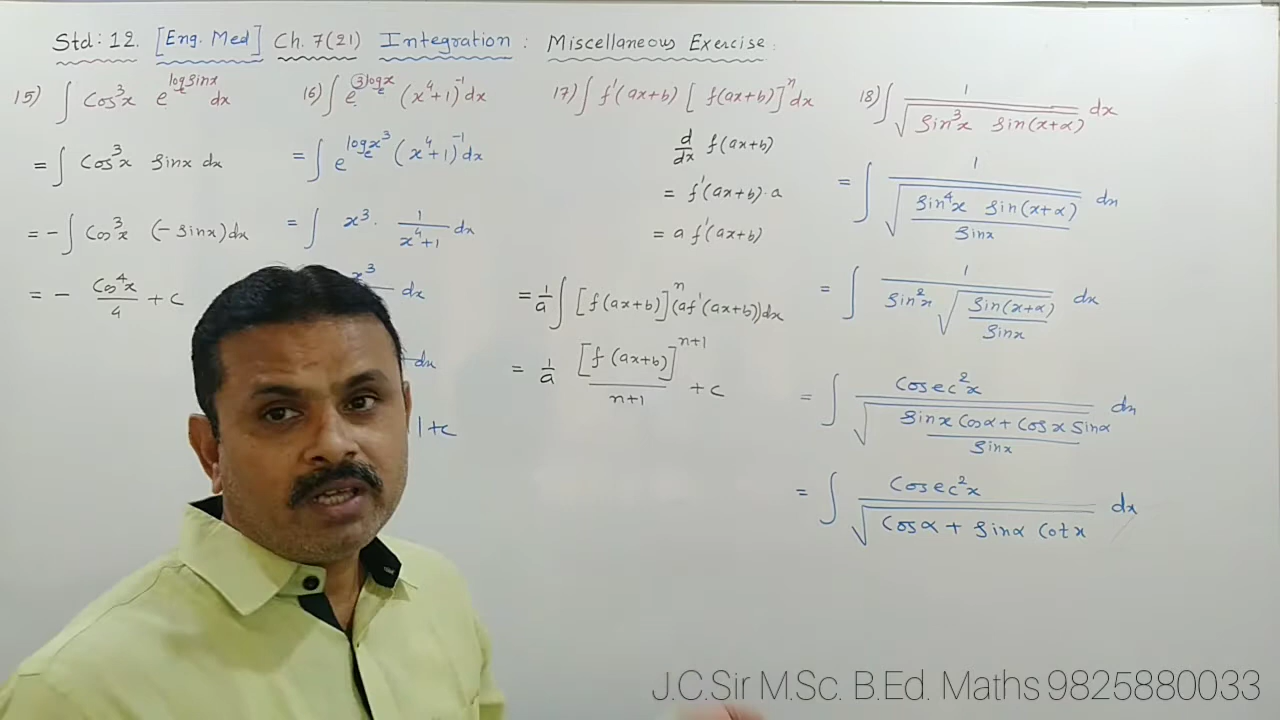 Std: 12. [Eng. Med] Ch. 7(21) Integration : Miscellaneous Exercise.
15) ∫ Cos³x e^(logₑsinx) dx
= ∫ Cos³x sinx dx
= -∫ Cos³x (-sinx)dx
= - Cos⁴x/4 + c
16) ∫ e^(③logₑx) (x⁴+1)⁻¹ dx
= ∫ e^(logₑx³) (x⁴+1)⁻¹ dx
= ∫ x³ · 1/(x⁴+1) dx
x³ dx
dx
|+c
17) ∫ f'(ax+b) [f(ax+b)]ⁿ dx
d/dx f(ax+b)
= f'(ax+b)·a
= a f'(ax+b)
= 1/a ∫ [f(ax+b)]ⁿ (af'(ax+b))dx
= 1/a [f(ax+b)]ⁿ⁺¹/(n+1) + c
18) ∫ 1/√(sin³x sin(x+α)) dx
= ∫ 1/√(sin⁴x sin(x+α)/sinx) dx
= ∫ 1/(sin²x √(sin(x+α)/sinx)) dx
= ∫ Cosec²x/√((sinx Cosα + Cosx sinα)/sinx) dx
= ∫ Cosec²x/√(Cosα + sinα Cotx) dx
J.C.Sir M.Sc. B.Ed. Maths 9825880033